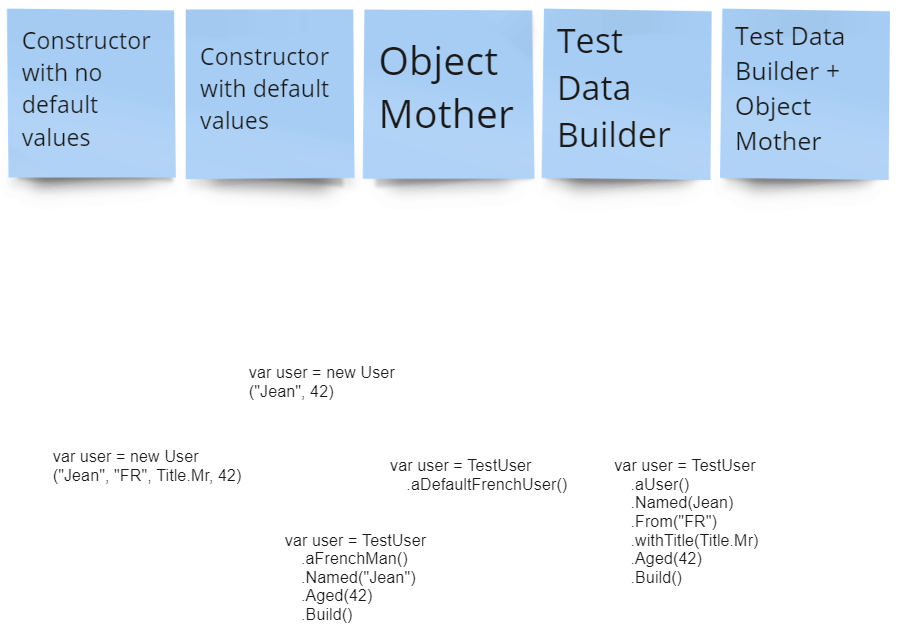 Constructor
with no
default
values
Constructor
with default
values
Object
Mother
Test
Data
Builder
Test Data
Builder +
Object
Mother
var user = new User
("Jean", 42)
var user = new User
("Jean", "FR", Title.Mr, 42)
var user = TestUser
.aDefaultFrenchUser()
var user = TestUser
.aUser()
.Named(Jean)
.From("FR")
.withTitle(Title.Mr)
.Aged(42)
.Build()
var user = TestUser
.aFrenchMan()
.Named("Jean")
.Aged(42)
.Build()